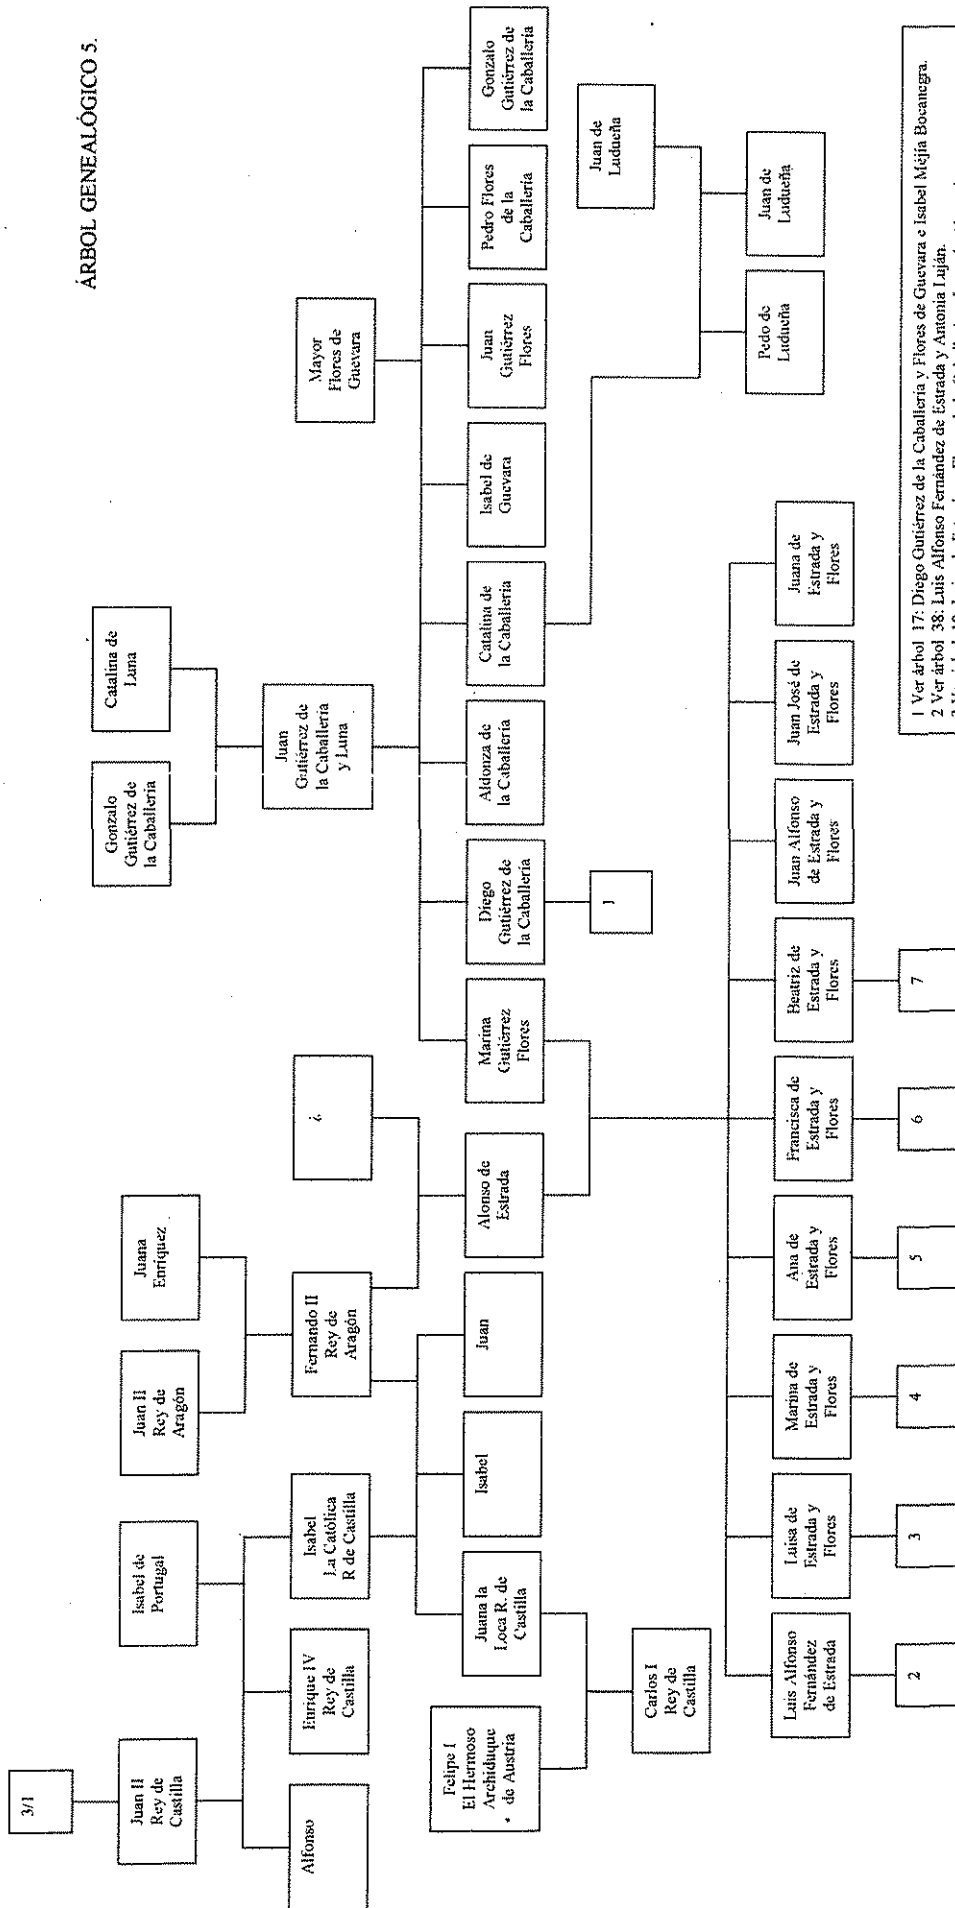 ÁRBOL GENEALÓGICO 5.
3/1
Juan II
Rey de
Castilla
Isabel de
Portugal
Juan II
Rey de
Aragón
Juana
Enríquez
Gonzalo
Gutiérrez de
la Caballería
Catalina de
Luna
Alfonso
Enrique IV
Rey de
Castilla
Isabel
La Católica
R de Castilla
Fernando II
Rey de
Aragón
¿
Juan
Gutiérrez de
la Caballería
y Luna
Mayor
Flores de
Guevara
Felipe I
El Hermoso
Archiduque
de Austria
Juana la
Loca R. de
Castilla
Isabel
Juan
Alonso de
Estrada
Marina
Gutiérrez
Flores
Diego
Gutiérrez de
la Caballería
Aldonza de
la Caballería
Catalina de
la Caballería
Isabel de
Guevara
Juan
Gutiérrez
Flores
Pedro Flores
de la
Caballería
Gonzalo
Gutiérrez de
la Caballería
Carlos I
Rey de
Castilla
1
Juan de
Ludueña
Pedo de
Ludueña
Juan de
Ludueña
Luis Alfonso
Fernández
de Estrada
Luisa de
Estrada y
Flores
Marina de
Estrada y
Flores
Ana de
Estrada y
Flores
Francisca de
Estrada y
Flores
Beatriz de
Estrada y
Flores
Juan Alfonso
de Estrada y
Flores
Juan José de
Estrada y
Flores
Juana de
Estrada y
Flores
2
3
4
5
6
7
1 Ver árbol 17: Diego Gutiérrez de la Caballería y Flores de Guevara e Isabel Mejía Bocanegra.
2 Ver árbol 38: Luis Alfonso Fernández de Estrada y Antonia Luján.